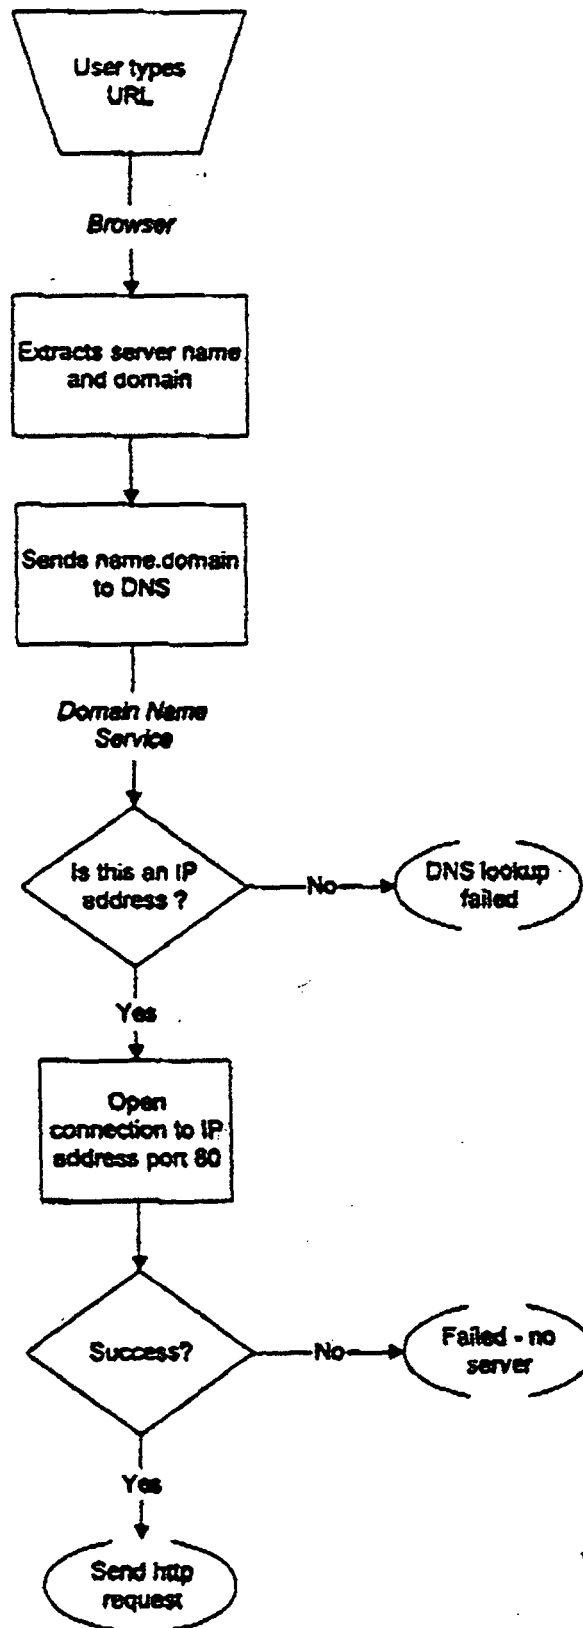 User types
URL
Browser
Extracts server name
and domain
Sends name.domain
to DNS
Domain Name
Service
Is this an IP
address ?
No
DNS lookup
failed
Yes
Open
connection to IP
address port 80
Success?
No
Failed - no
server
Yes
Send http
request